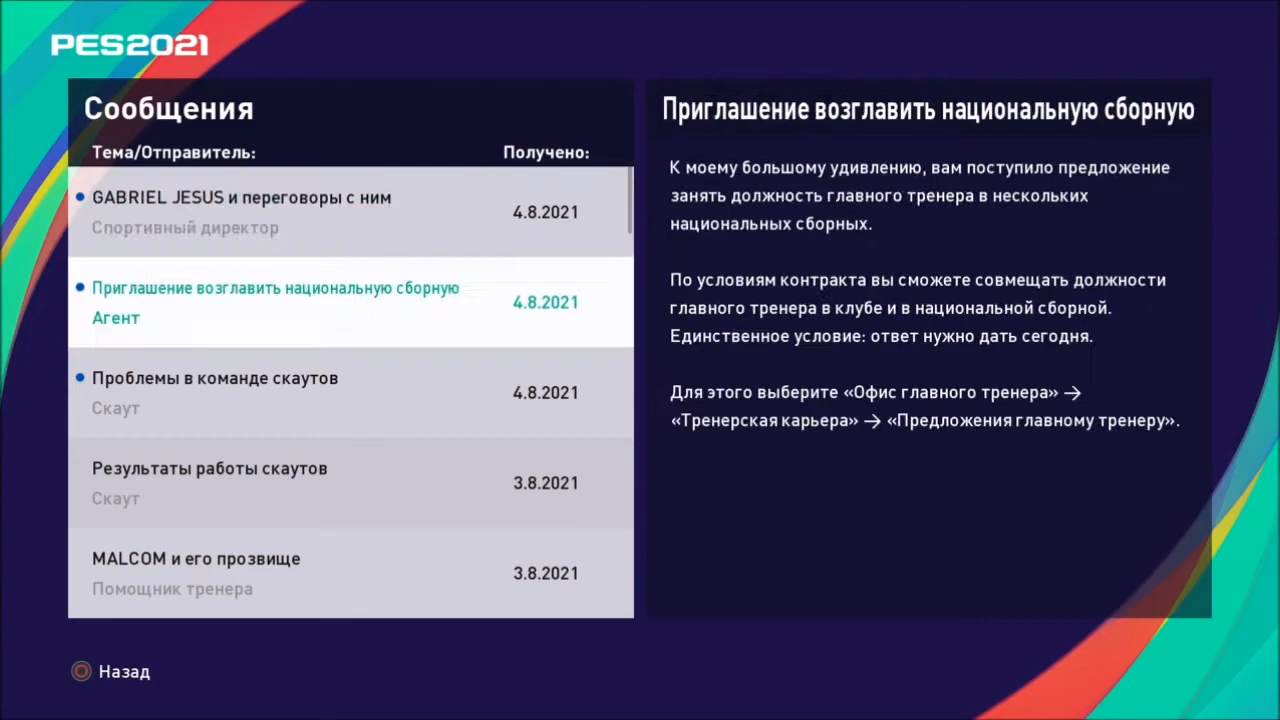 PES2021
Сообщения
Тема/Отправитель: Получено:
GABRIEL JESUS и переговоры с ним
Спортивный директор
4.8.2021
Приглашение возглавить национальную сборную
Агент
4.8.2021
Проблемы в команде скаутов
Скаут
4.8.2021
Результаты работы скаутов
Скаут
3.8.2021
MALCOM и его прозвище
Помощник тренера
3.8.2021
Приглашение возглавить национальную сборную
К моему большому удивлению, вам поступило предложение
занять должность главного тренера в нескольких
национальных сборных.
По условиям контракта вы сможете совмещать должности
главного тренера в клубе и в национальной сборной.
Единственное условие: ответ нужно дать сегодня.
Для этого выберите «Офис главного тренера» →
«Тренерская карьера» → «Предложения главному тренеру».
Назад